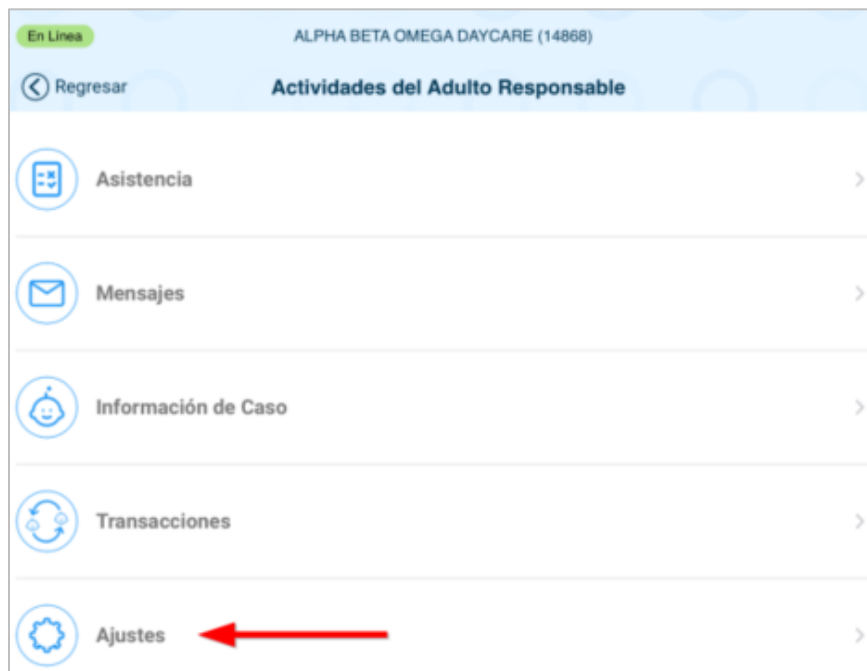 En Línea
ALPHA BETA OMEGA DAYCARE (14868)
Regresar
Actividades del Adulto Responsable
Asistencia
Mensajes
Información de Caso
Transacciones
Ajustes